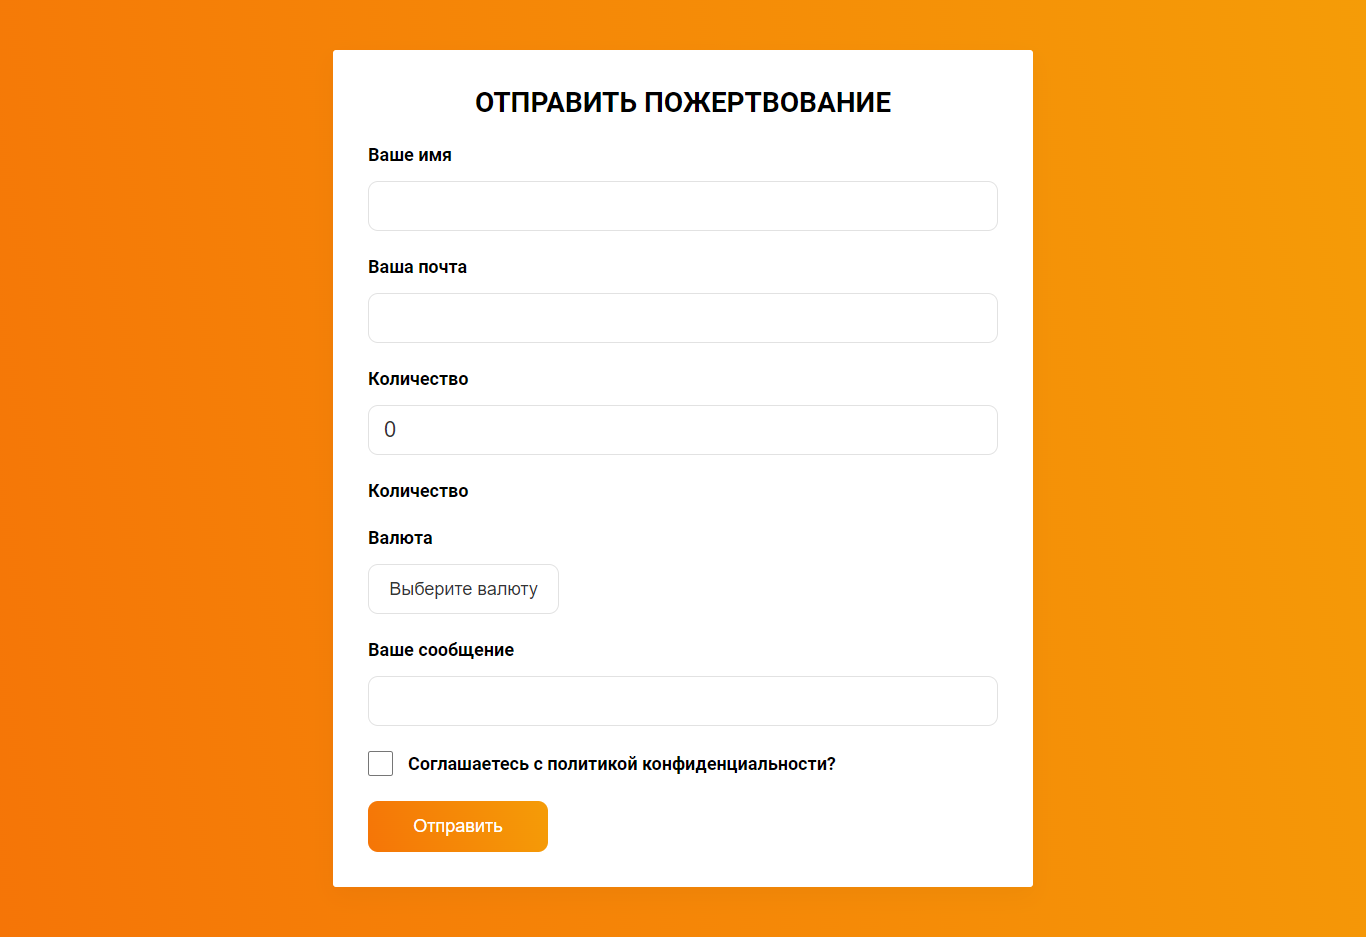 ОТПРАВИТЬ ПОЖЕРТВОВАНИЕ
Ваше имя
Ваша почта
Количество
0
Количество
Валюта
Выберите валюту
Ваше сообщение
Соглашаетесь с политикой конфиденциальности?
Отправить